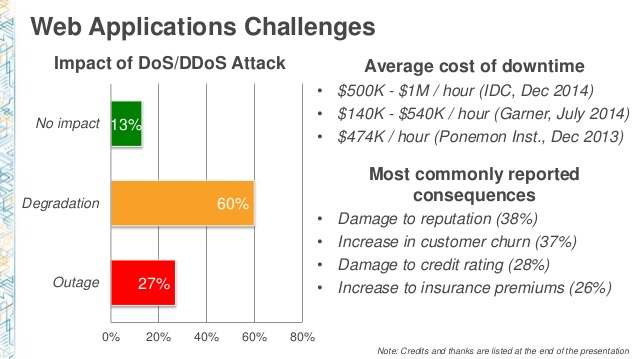 Web Applications Challenges
Impact of DoS/DDoS Attack
No impact
13%
Degradation
60%
Outage
27%
0% 20% 40% 60% 80%
Average cost of downtime
• $500K - $1M / hour (IDC, Dec 2014)
• $140K - $540K / hour (Garner, July 2014)
• $474K / hour (Ponemon Inst., Dec 2013)
Most commonly reported
consequences
• Damage to reputation (38%)
• Increase in customer churn (37%)
• Damage to credit rating (28%)
• Increase to insurance premiums (26%)
Note: Credits and thanks are listed at the end of the presentation